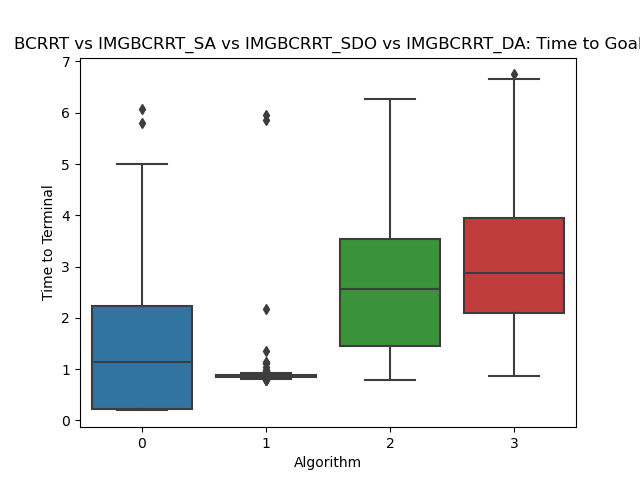 BCRRT vs IMGBCRRT_SA vs IMGBCRRT_SDO vs IMGBCRRT_DA: Time to Goal
7
6
5
4
3
2
1
0
Time to Terminal
0 1 2 3
Algorithm